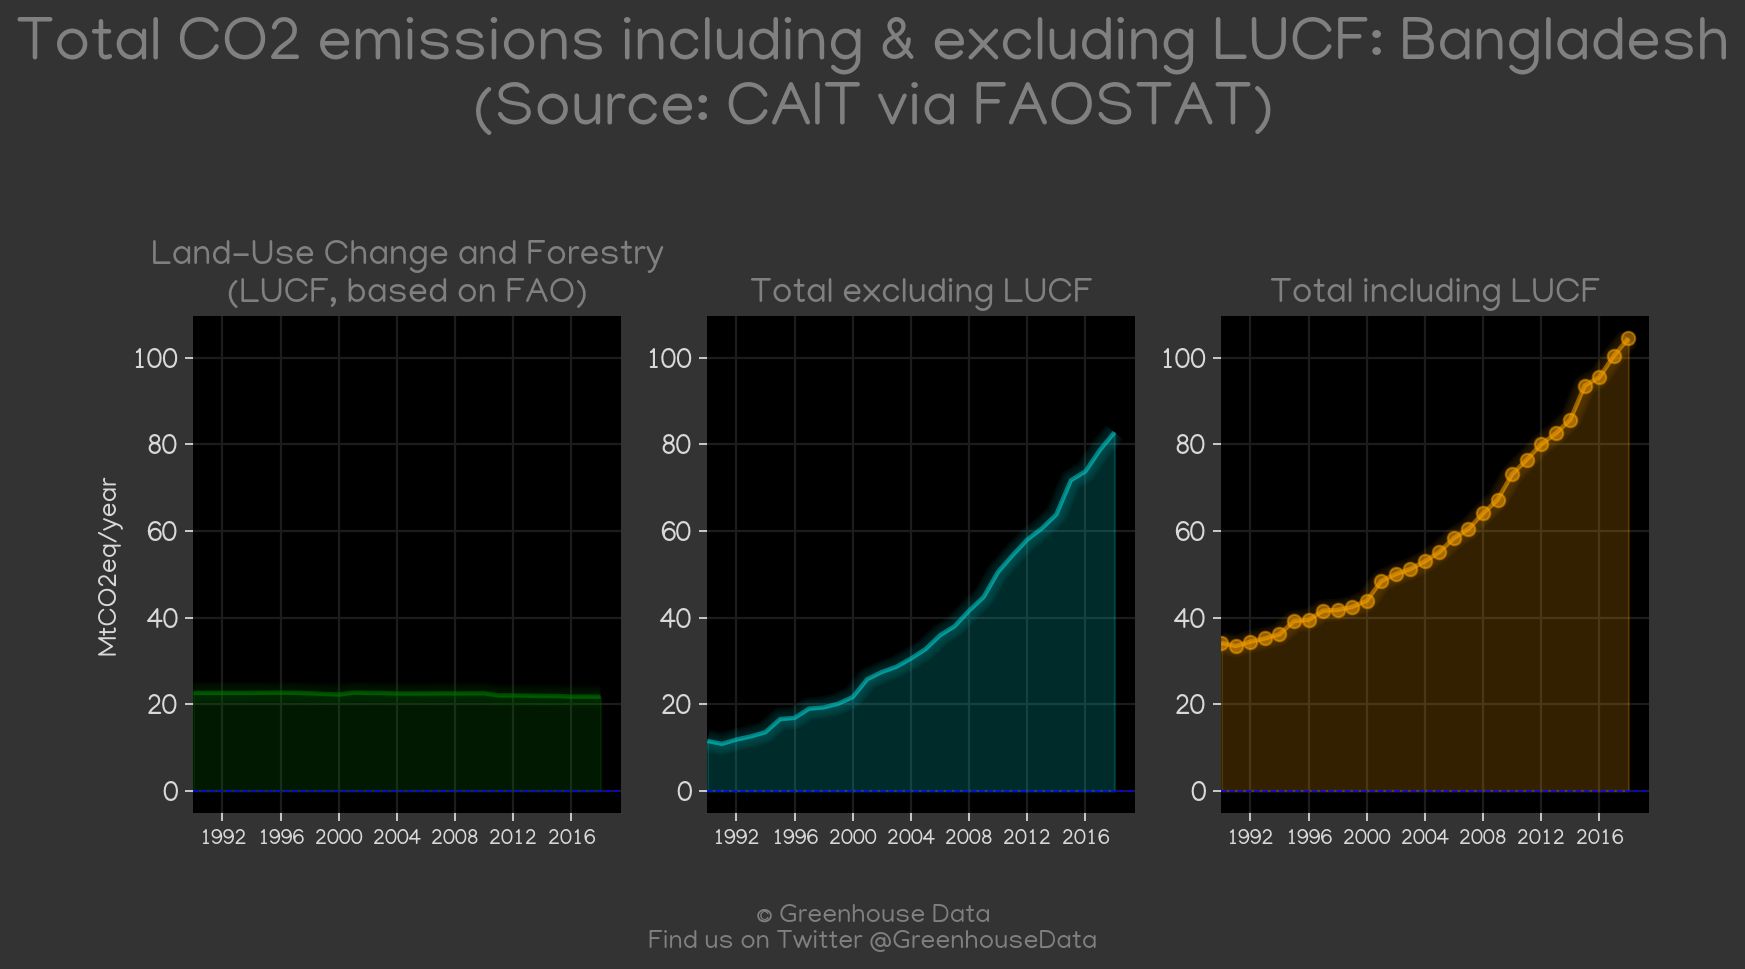 Total CO2 emissions including & excluding LUCF: Bangladesh
(Source: CAIT via FAOSTAT)
Land-Use Change and Forestry
(LUCF, based on FAO)
MtCO2eq/year
100
80
60
40
20
0
1992 1996 2000 2004 2008 2012 2016
Total excluding LUCF
100
80
60
40
20
0
1992 1996 2000 2004 2008 2012 2016
Total including LUCF
100
80
60
40
20
0
1992 1996 2000 2004 2008 2012 2016
© Greenhouse Data
Find us on Twitter @GreenhouseData